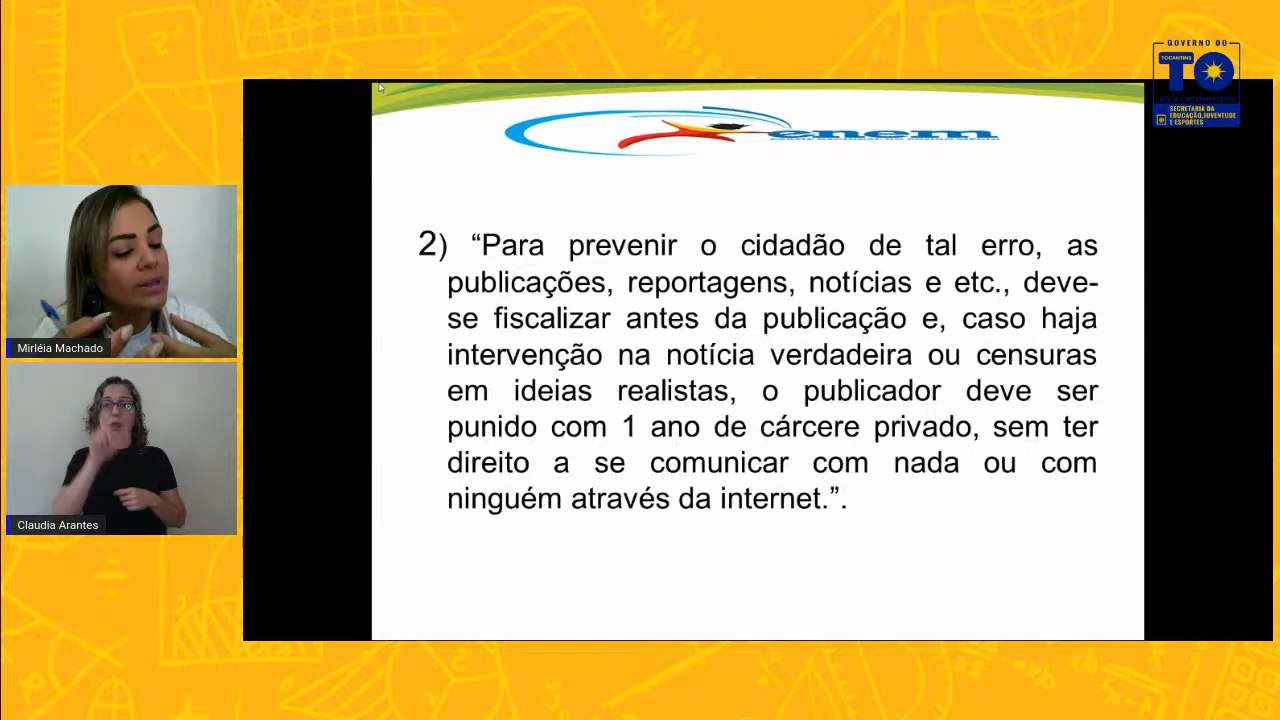 GOVERNO DO
TOCANTINS
TO
SECRETARIA DA
EDUCAÇÃO, JUVENTUDE
E ESPORTES
enem
2) “Para prevenir o cidadão de tal erro, as
publicações, reportagens, notícias e etc., deve-
se fiscalizar antes da publicação e, caso haja
intervenção na notícia verdadeira ou censuras
em ideias realistas, o publicador deve ser
punido com 1 ano de cárcere privado, sem ter
direito a se comunicar com nada ou com
ninguém através da internet.”.
Mirléia Machado
Claudia Arantes